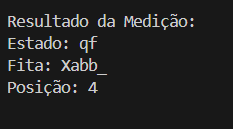 Resultado da Medição:
Estado: qf
Fita: Xabb_
Posição: 4